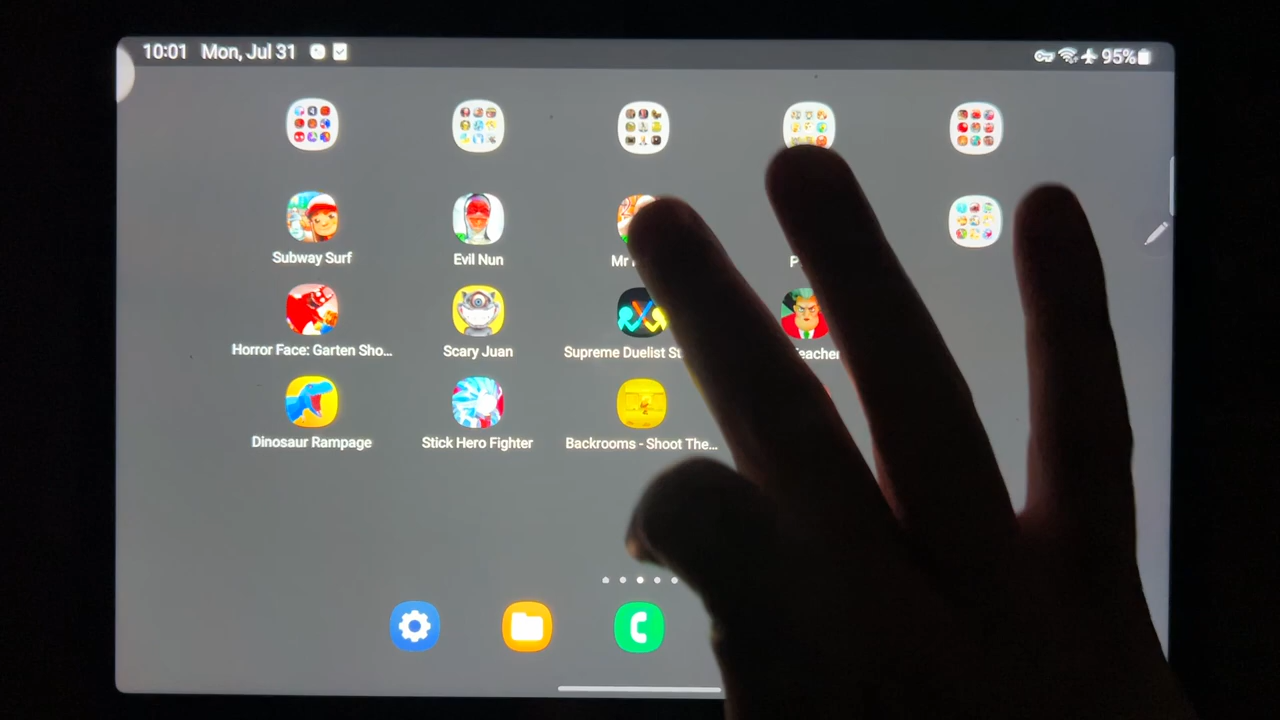 10:01 Mon, Jul 31 95%
Subway Surf Evil Nun
Horror Face: Garten Sho... Scary Juan Supreme Duelist St
Dinosaur Rampage Stick Hero Fighter Backrooms - Shoot The...